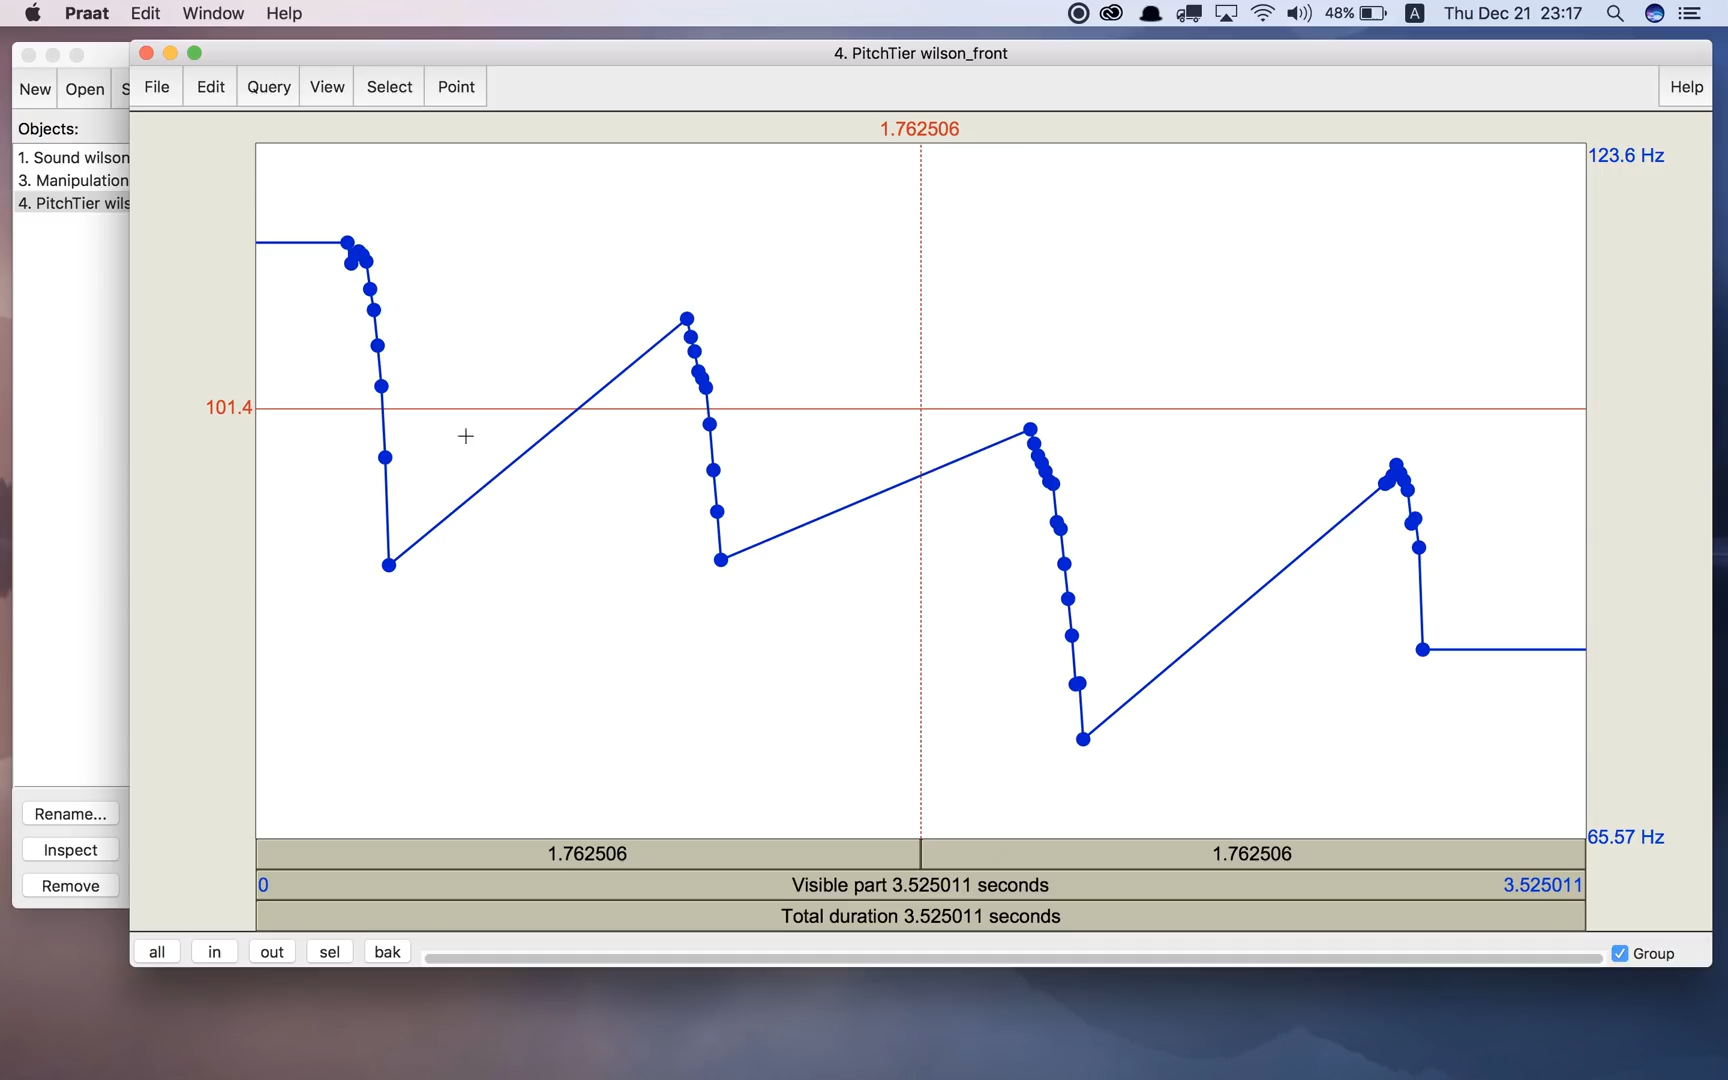 Praat Edit Window Help 48% A Thu Dec 21 23:17
4. PitchTier wilson_front
New Open S
File Edit Query View Select Point Help
Objects:
1. Sound wilson
3. Manipulation
4. PitchTier wils
1.762506
123.6 Hz
101.4
65.57 Hz
1.762506 1.762506
0 Visible part 3.525011 seconds 3.525011
Total duration 3.525011 seconds
Rename...
Inspect
Remove
all in out sel bak Group